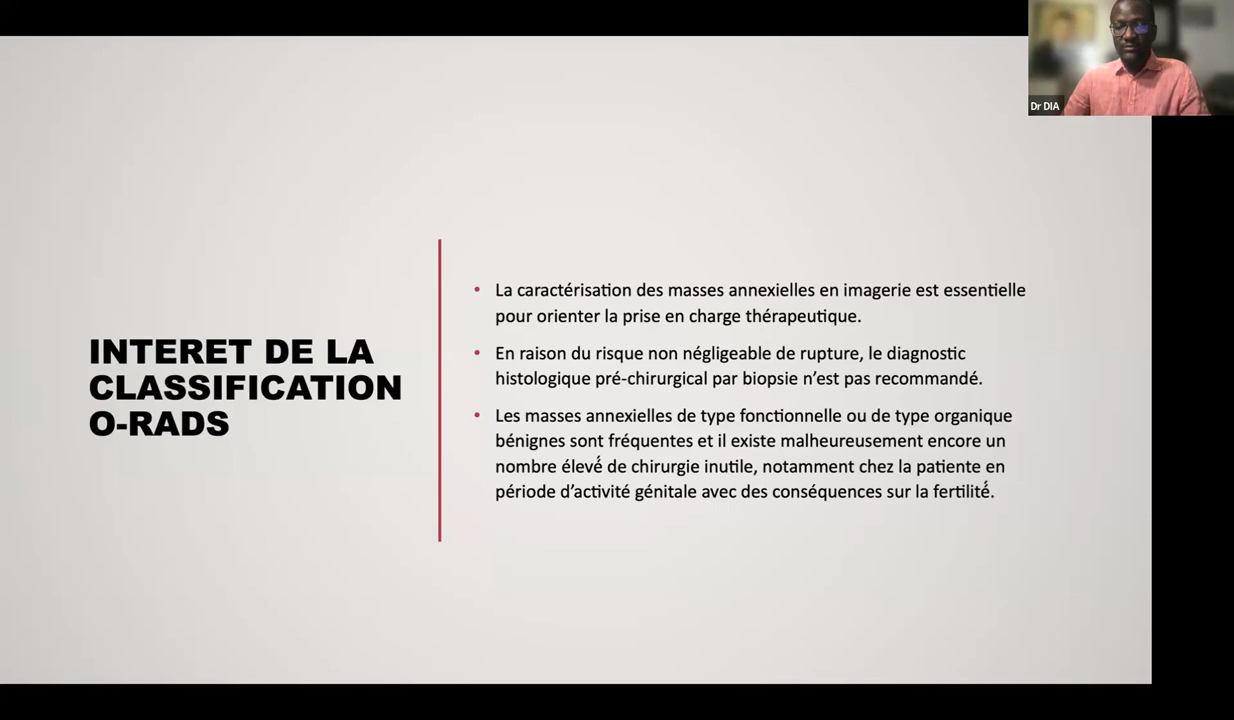 Dr DIA
INTERET DE LA
CLASSIFICATION
O-RADS
• La caractérisation des masses annexielles en imagerie est essentielle
pour orienter la prise en charge thérapeutique.
• En raison du risque non négligeable de rupture, le diagnostic
histologique pré-chirurgical par biopsie n’est pas recommandé.
• Les masses annexielles de type fonctionnelle ou de type organique
bénignes sont fréquentes et il existe malheureusement encore un
nombre élevé́ de chirurgie inutile, notamment chez la patiente en
période d’activité génitale avec des conséquences sur la fertilité́.